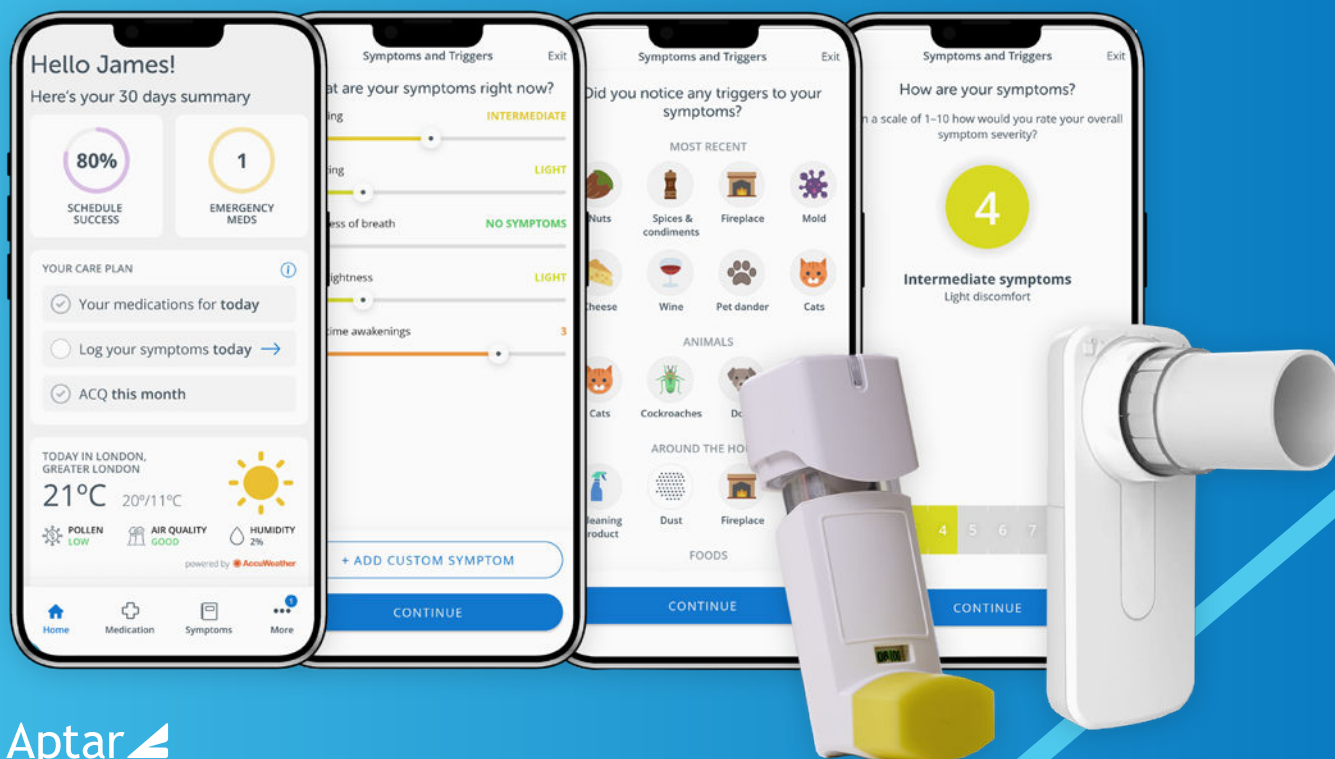 Hello James!
Here's your 30 days summary
80%
SCHEDULE
SUCCESS
1
EMERGENCY
MEDS
YOUR CARE PLAN
Your medications for today
Log your symptoms today
ACQ this month
TODAY IN LONDON,
GREATER LONDON
21°C 20°/11°C
POLLEN
LOW
AIR QUALITY
GOOD
HUMIDITY
2%
powered by AccuWeather
Home
Medication
Symptoms
1
More
Symptoms and Triggers Exit
at are your symptoms right now?
ing INTERMEDIATE
ing LIGHT
ess of breath NO SYMPTOMS
ightness LIGHT
time awakenings 3
+ ADD CUSTOM SYMPTOM
CONTINUE
Symptoms and Triggers Exit
Did you notice any triggers to your
symptoms?
MOST RECENT
Nuts
Spices &
condiments
Fireplace
Mold
Cheese
Wine
Pet dander
Cats
ANIMALS
Cats
Cockroaches
Do
AROUND THE HO
leaning
product
Dust
Fireplace
FOODS
CONTINUE
Symptoms and Triggers Exit
How are your symptoms?
n a scale of 1–10 how would you rate your overall
symptom severity?
4
Intermediate symptoms
Light discomfort
4 5 6 7
CONTINUE
Aptar